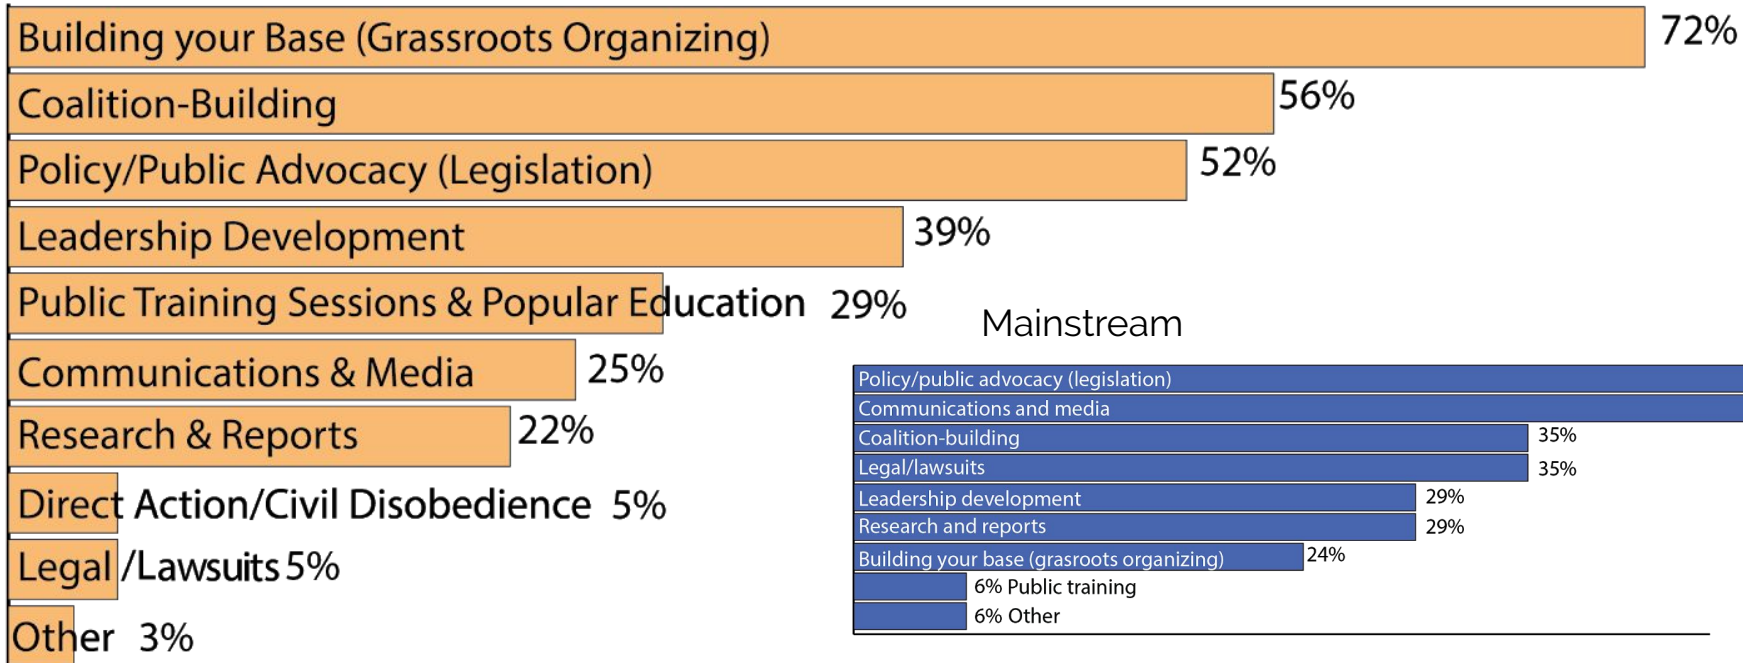 Building your Base (Grassroots Organizing) 72%
Coalition-Building 56%
Policy/Public Advocacy (Legislation) 52%
Leadership Development 39%
Public Training Sessions & Popular Education 29%
Communications & Media 25%
Research & Reports 22%
Direct Action/Civil Disobedience 5%
Legal /Lawsuits 5%
Other 3%
Mainstream
Policy/public advocacy (legislation)
Communications and media
Coalition-building 35%
Legal/lawsuits 35%
Leadership development 29%
Research and reports 29%
Building your base (grasroots organizing) 24%
6% Public training
6% Other